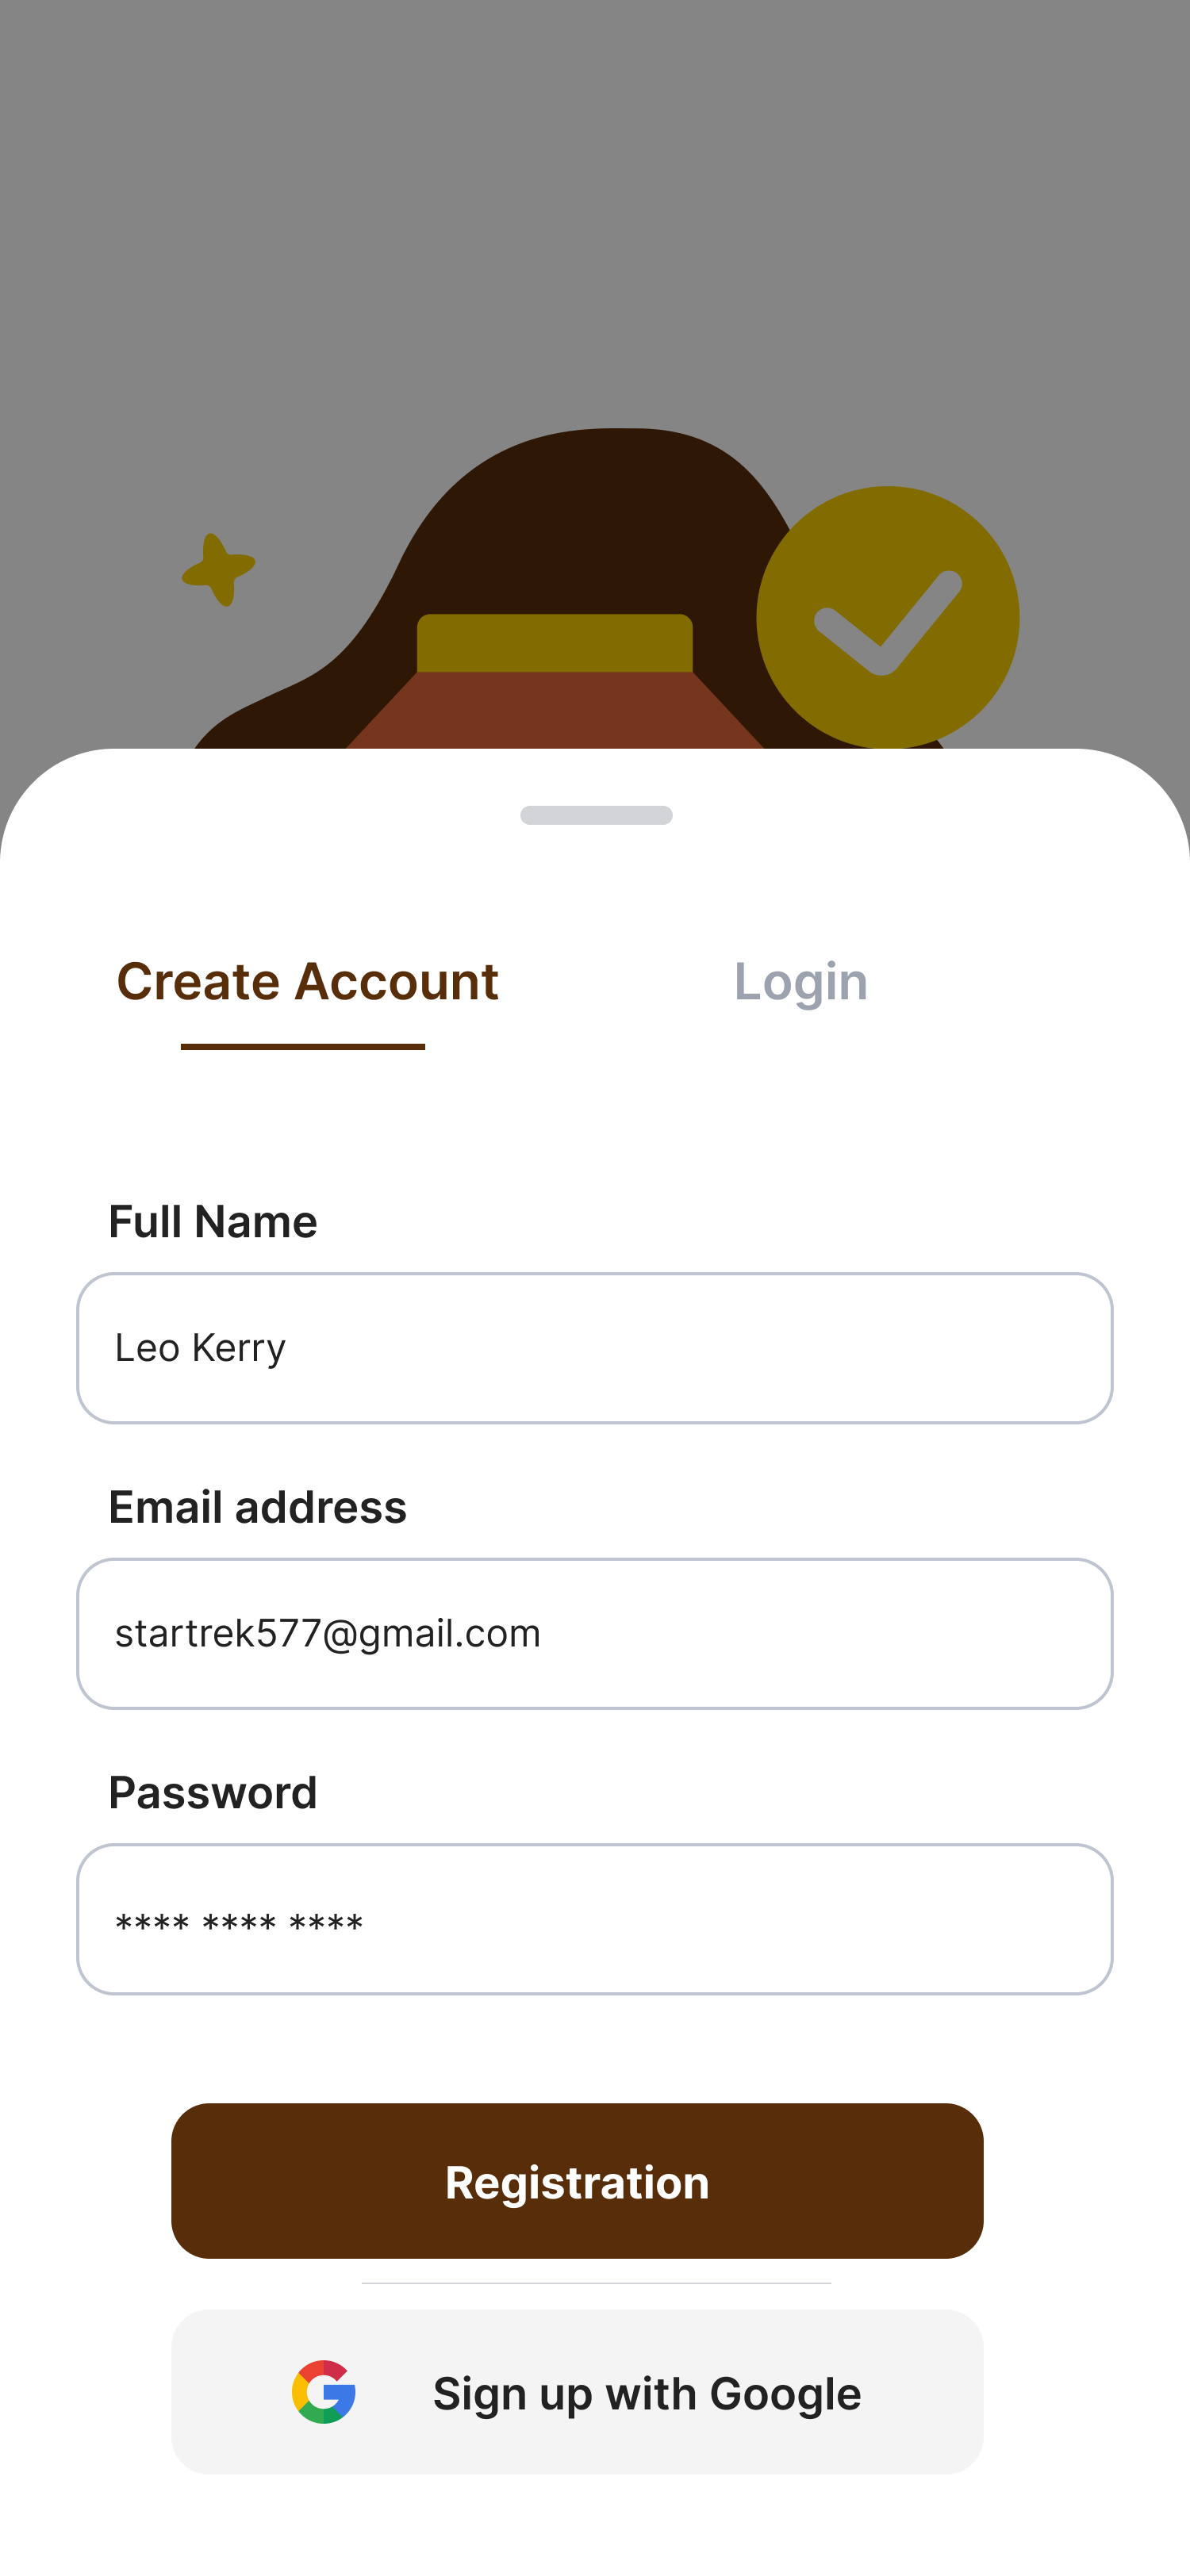 Create Account Login
Full Name
Leo Kerry
Email address
startrek577@gmail.com
Password
**** **** ****
Registration
Sign up with Google